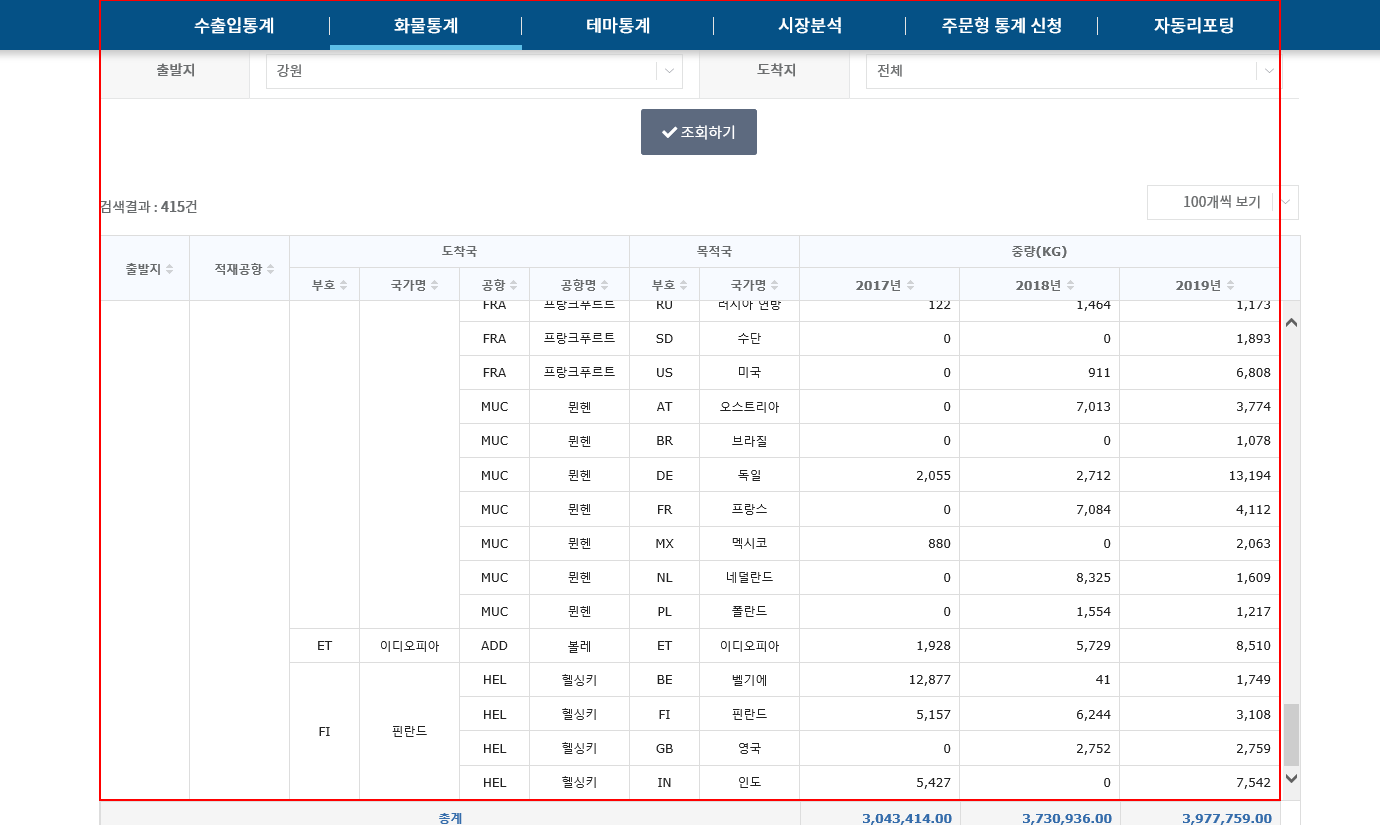 수출입통계 화물통계 테마통계 시장분석 주문형 통계 신청 자동리포팅
출발지 강원 도착지 전체
조회하기
검색결과 : 415건 100개씩 보기
출발지 적재공항 도착국 목적국 중량(KG)
부호 국가명 공항 공항명 부호 국가명 2017년 2018년 2019년
FRA 프랑크푸르트 RU 러시아 연방 122 1,464 1,173
FRA 프랑크푸르트 SD 수단 0 0 1,893
FRA 프랑크푸르트 US 미국 0 911 6,808
MUC 뮌헨 AT 오스트리아 0 7,013 3,774
MUC 뮌헨 BR 브라질 0 0 1,078
MUC 뮌헨 DE 독일 2,055 2,712 13,194
MUC 뮌헨 FR 프랑스 0 7,084 4,112
MUC 뮌헨 MX 멕시코 880 0 2,063
MUC 뮌헨 NL 네덜란드 0 8,325 1,609
MUC 뮌헨 PL 폴란드 0 1,554 1,217
ET 이디오피아 ADD 볼레 ET 이디오피아 1,928 5,729 8,510
FI 핀란드 HEL 헬싱키 BE 벨기에 12,877 41 1,749
HEL 헬싱키 FI 핀란드 5,157 6,244 3,108
HEL 헬싱키 GB 영국 0 2,752 2,759
HEL 헬싱키 IN 인도 5,427 0 7,542
총계 3,043,414.00 3,730,936.00 3,977,759.00